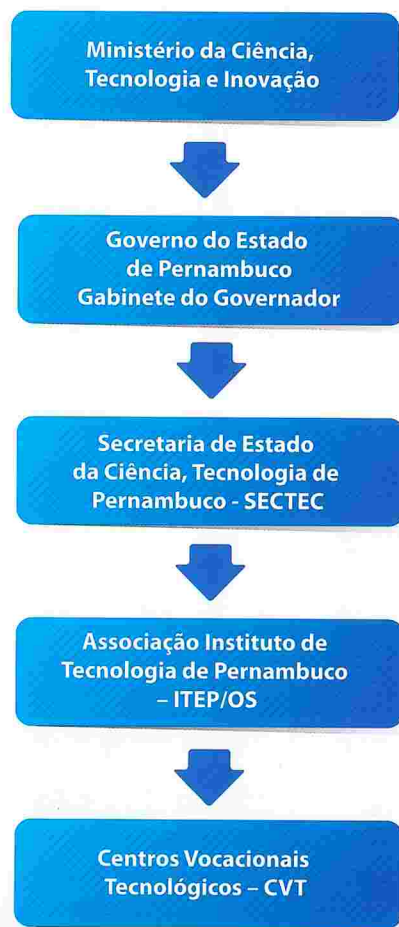 Ministério da Ciência,
Tecnologia e Inovação
Governo do Estado
de Pernambuco
Gabinete do Governador
Secretaria de Estado
da Ciência, Tecnologia de
Pernambuco - SECTEC
Associação Instituto de
Tecnologia de Pernambuco
– ITEP/OS
Centros Vocacionais
Tecnológicos – CVT